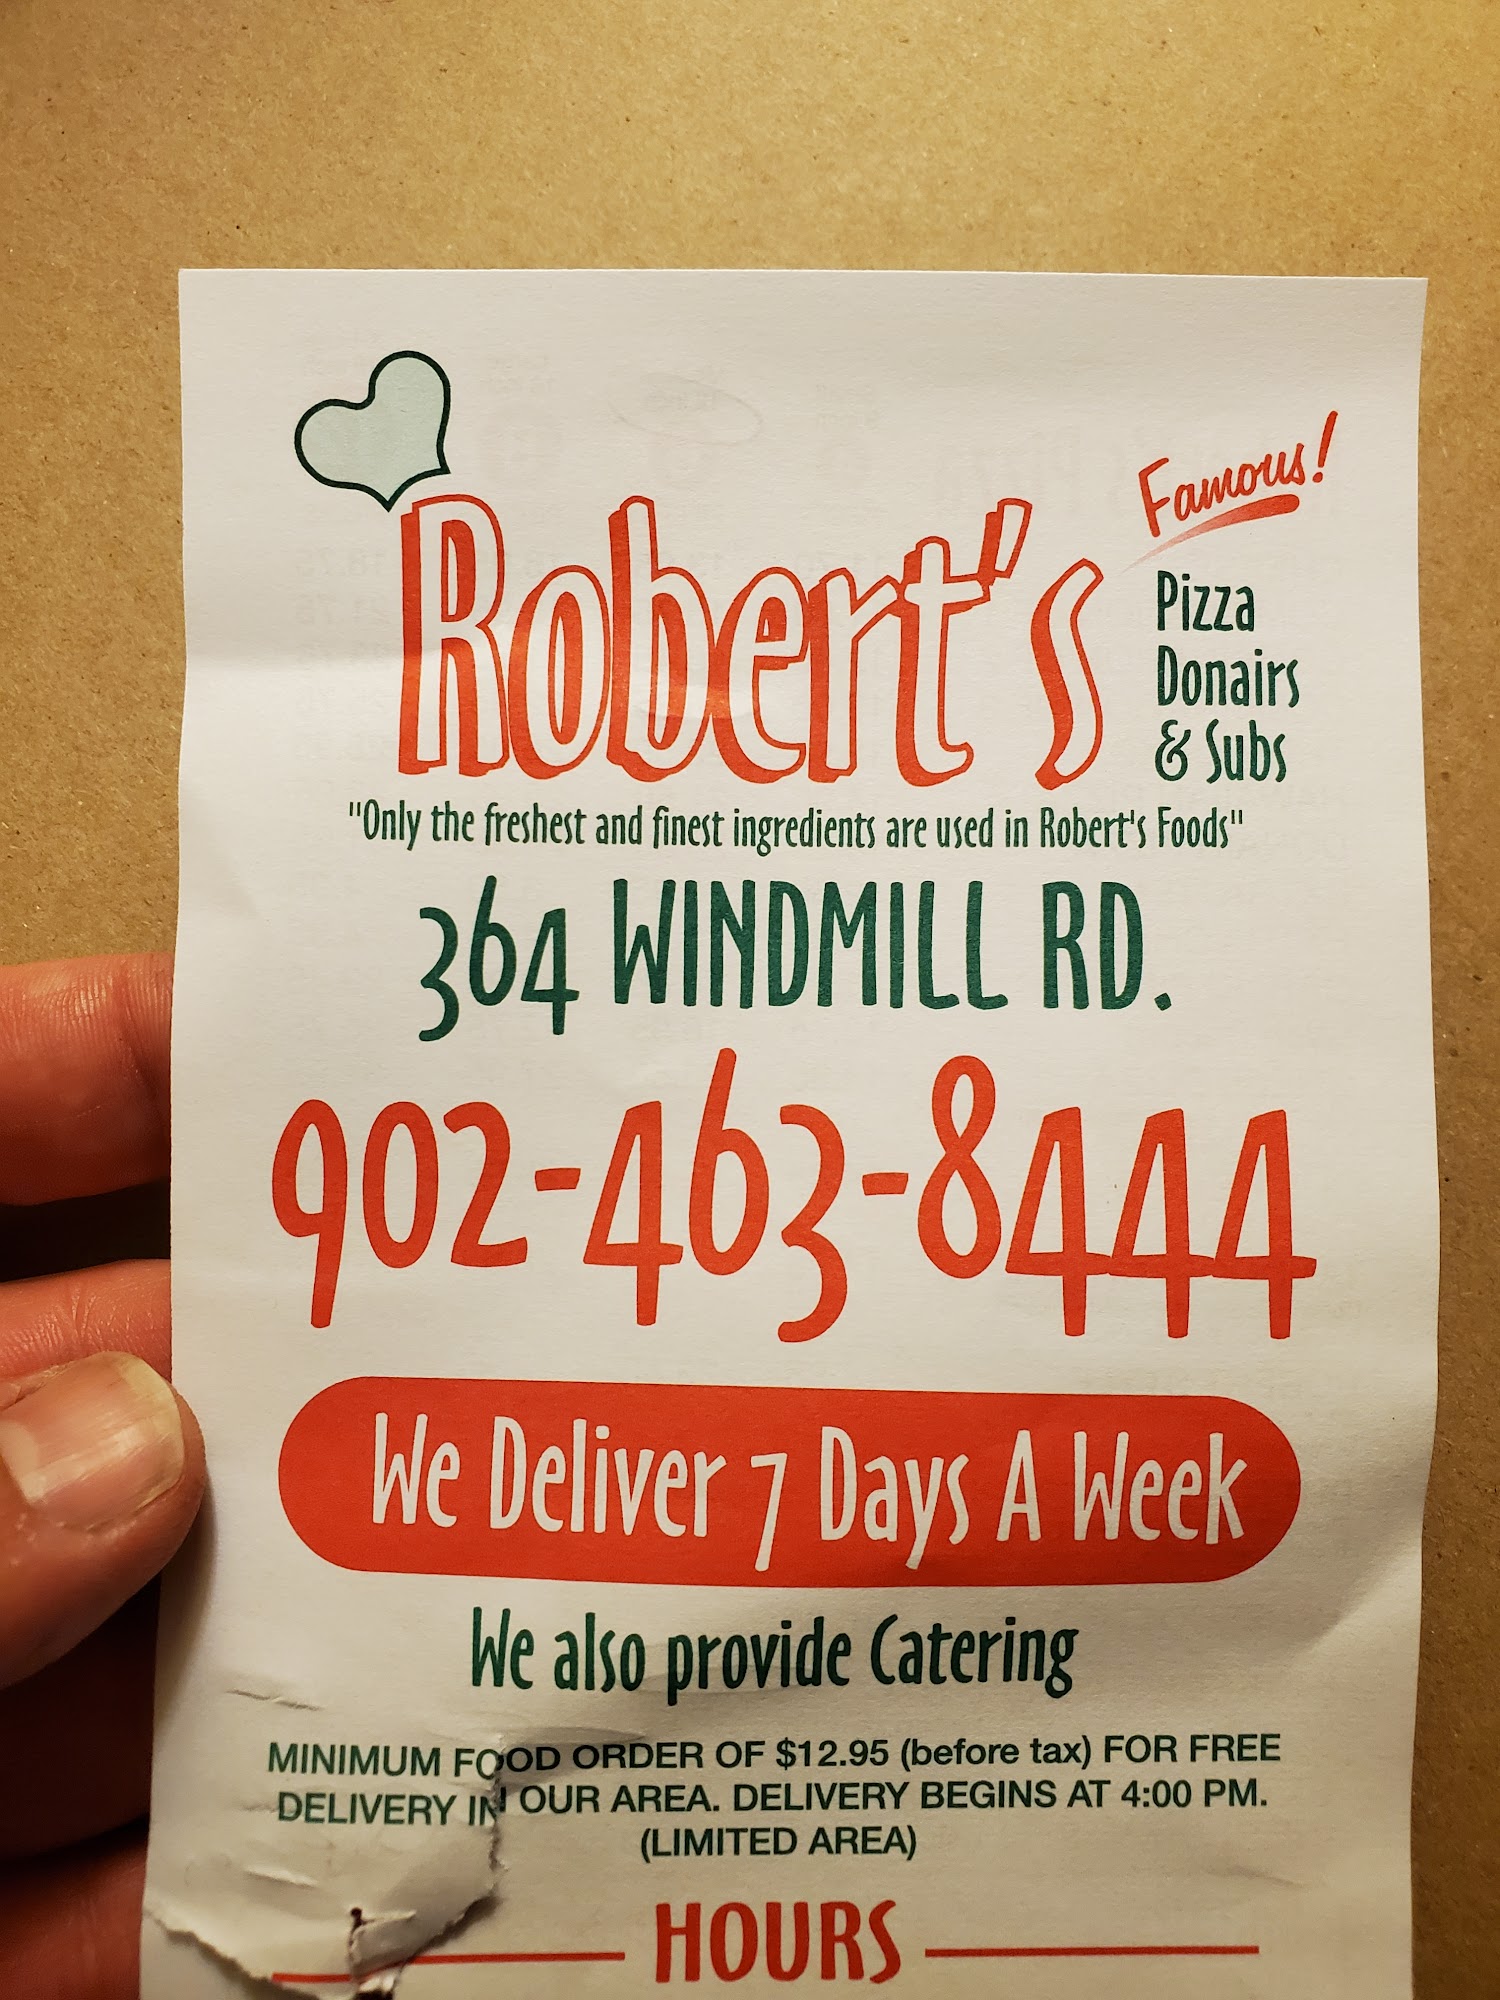 Robert's
Famous!
Pizza
Donairs
& Subs
"Only the freshest and finest ingredients are used in Robert's Foods"
364 WINDMILL RD.
902-463-8444
We Deliver 7 Days A Week
We also provide Catering
MINIMUM FOOD ORDER OF $12.95 (before tax) FOR FREE
DELIVERY IN OUR AREA. DELIVERY BEGINS AT 4:00 PM.
(LIMITED AREA)
HOURS